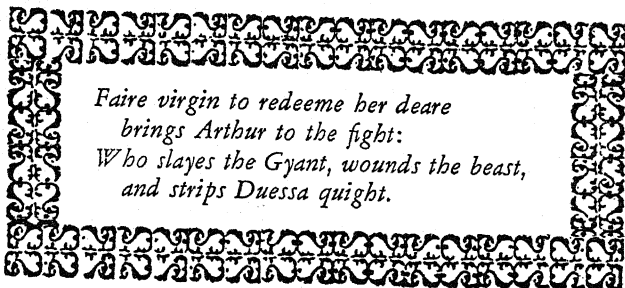 Faire virgin to redeeme her deare
brings Arthur to the fight:
Who slayes the Gyant, wounds the beast,
and strips Duessa quight.